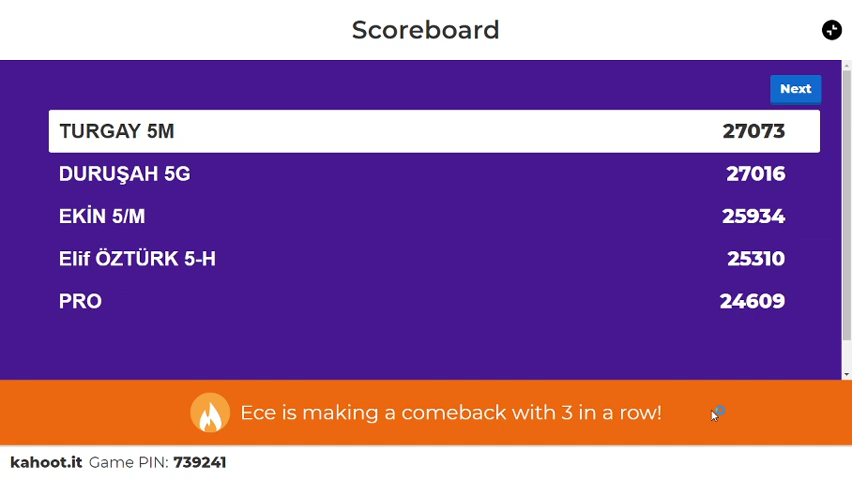 Scoreboard
Next
TURGAY 5M 27073
DURUŞAH 5G 27016
EKİN 5/M 25934
Elif ÖZTÜRK 5-H 25310
PRO 24609
Ece is making a comeback with 3 in a row!
kahoot.it Game PIN: 739241